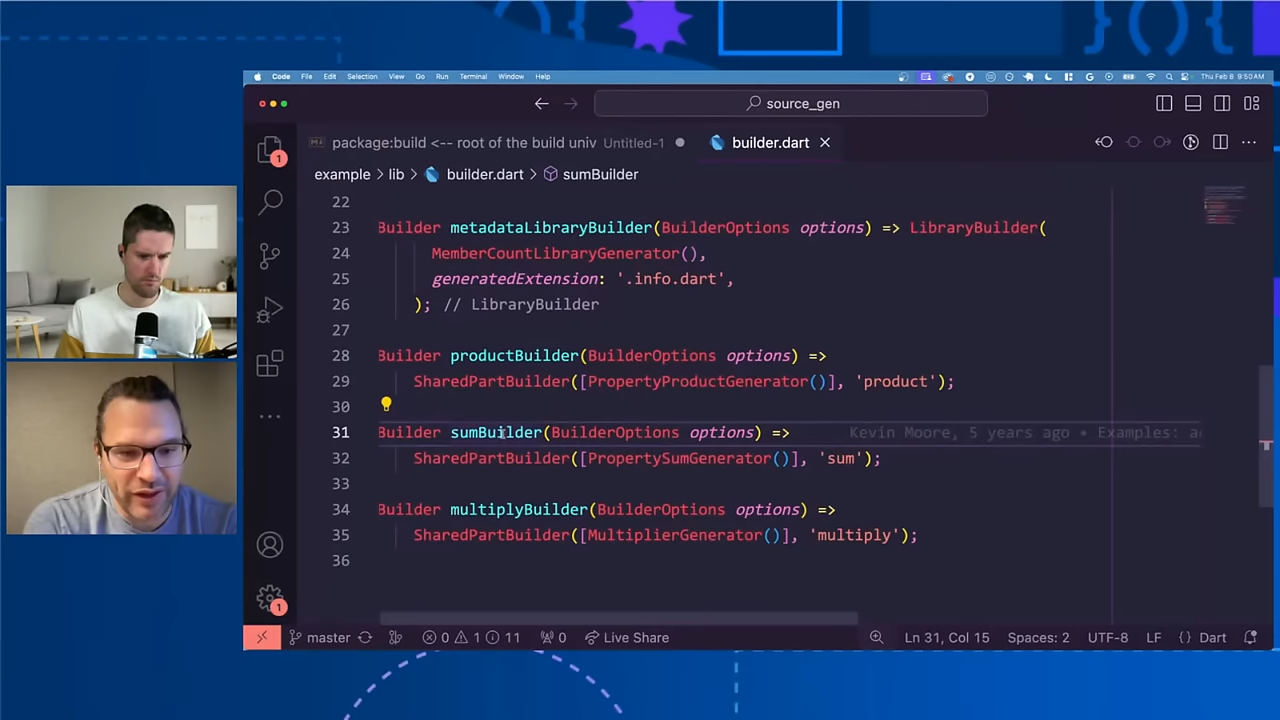 Code File Edit Selection View Go Run Terminal Window Help
Thu Feb 8 9:50 AM
source_gen
package:build <-- root of the build univ Untitled-1
builder.dart
example > lib > builder.dart > sumBuilder
22
23 Builder metadataLibraryBuilder(BuilderOptions options) => LibraryBuilder(
24 MemberCountLibraryGenerator(),
25 generatedExtension: '.info.dart',
26 ); // LibraryBuilder
27
28 Builder productBuilder(BuilderOptions options) =>
29 SharedPartBuilder([PropertyProductGenerator()], 'product');
30
31 Builder sumBuilder(BuilderOptions options) => Kevin Moore, 5 years ago • Examples:
32 SharedPartBuilder([PropertySumGenerator()], 'sum');
33
34 Builder multiplyBuilder(BuilderOptions options) =>
35 SharedPartBuilder([MultiplierGenerator()], 'multiply');
36
1
1
master 0 1 11 0 Live Share Ln 31, Col 15 Spaces: 2 UTF-8 LF {} Dart